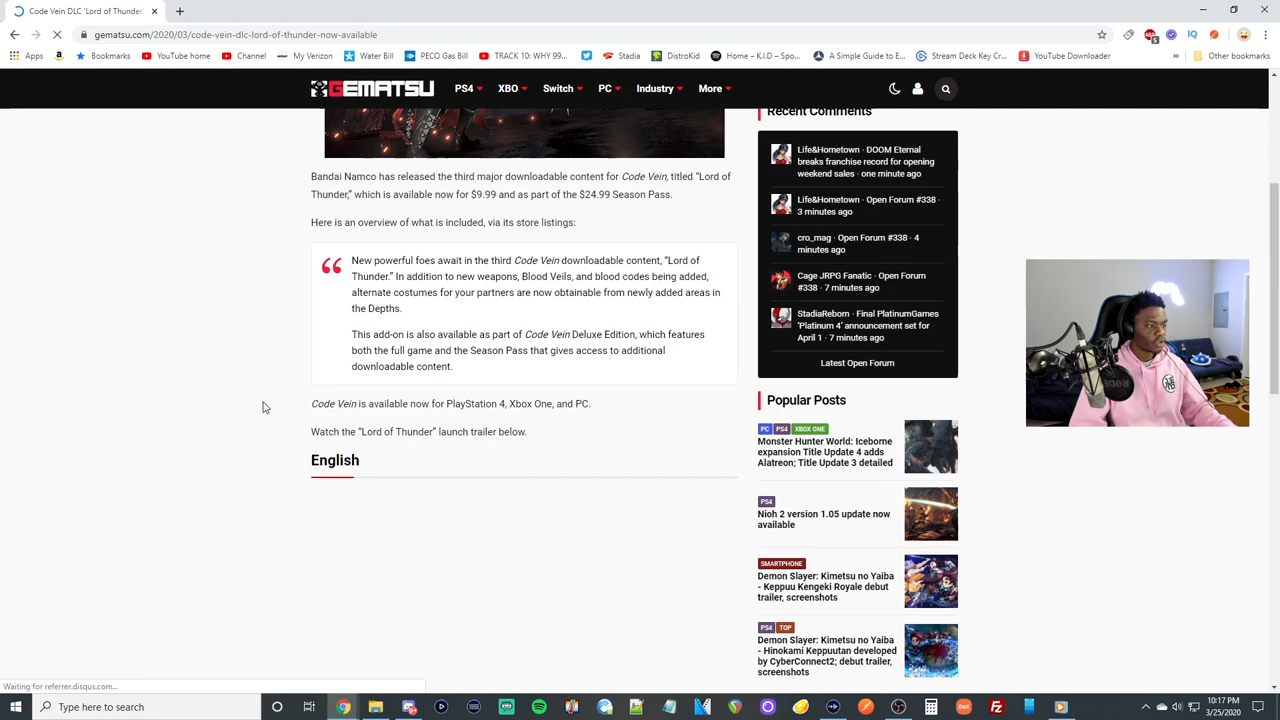 Code Vein DLC 'Lord of Thunder'
gematsu.com/2020/03/code-vein-dlc-lord-of-thunder-now-available
Apps
Bookmarks
YouTube home
Channel
My Verizon
Water Bill
PECO Gas Bill
TRACK 10: WHY 99...
Stadia
DistroKid
Home – K.I.D – Spo...
A Simple Guide to E...
Stream Deck Key Cr...
YouTube Downloader
»
Other bookmarks
GEMATSU
PS4
XBO
Switch
PC
Industry
More
Bandai Namco has released the third major downloadable content for Code Vein, titled “Lord of
Thunder,” which is available now for $9.99 and as part of the $24.99 Season Pass.
Here is an overview of what is included, via its store listings:
New powerful foes await in the third Code Vein downloadable content, “Lord of
Thunder.” In addition to new weapons, Blood Veils, and blood codes being added,
alternate costumes for your partners are now obtainable from newly added areas in
the Depths.
This add-on is also available as part of Code Vein Deluxe Edition, which features
both the full game and the Season Pass that gives access to additional
downloadable content.
Code Vein is available now for PlayStation 4, Xbox One, and PC.
Watch the “Lord of Thunder” launch trailer below.
English
Recent Comments
Life&Hometown · DOOM Eternal
breaks franchise record for opening
weekend sales · one minute ago
Life&Hometown · Open Forum #338 ·
3 minutes ago
cro_mag · Open Forum #338 · 4
minutes ago
Cage JRPG Fanatic · Open Forum
#338 · 7 minutes ago
StadiaReborn · Final PlatinumGames
‘Platinum 4’ announcement set for
April 1 · 7 minutes ago
Latest Open Forum
Popular Posts
PC PS4 XBOX ONE
Monster Hunter World: Iceborne
expansion Title Update 4 adds
Alatreon; Title Update 3 detailed
PS4
Nioh 2 version 1.05 update now
available
SMARTPHONE
Demon Slayer: Kimetsu no Yaiba
- Keppuu Kengeki Royale debut
trailer, screenshots
PS4 TOP
Demon Slayer: Kimetsu no Yaiba
- Hinokami Keppuutan developed
by CyberConnect2; debut trailer,
screenshots
Waiting for referrer.disqus.com...
Type here to search
10:17 PM
3/25/2020